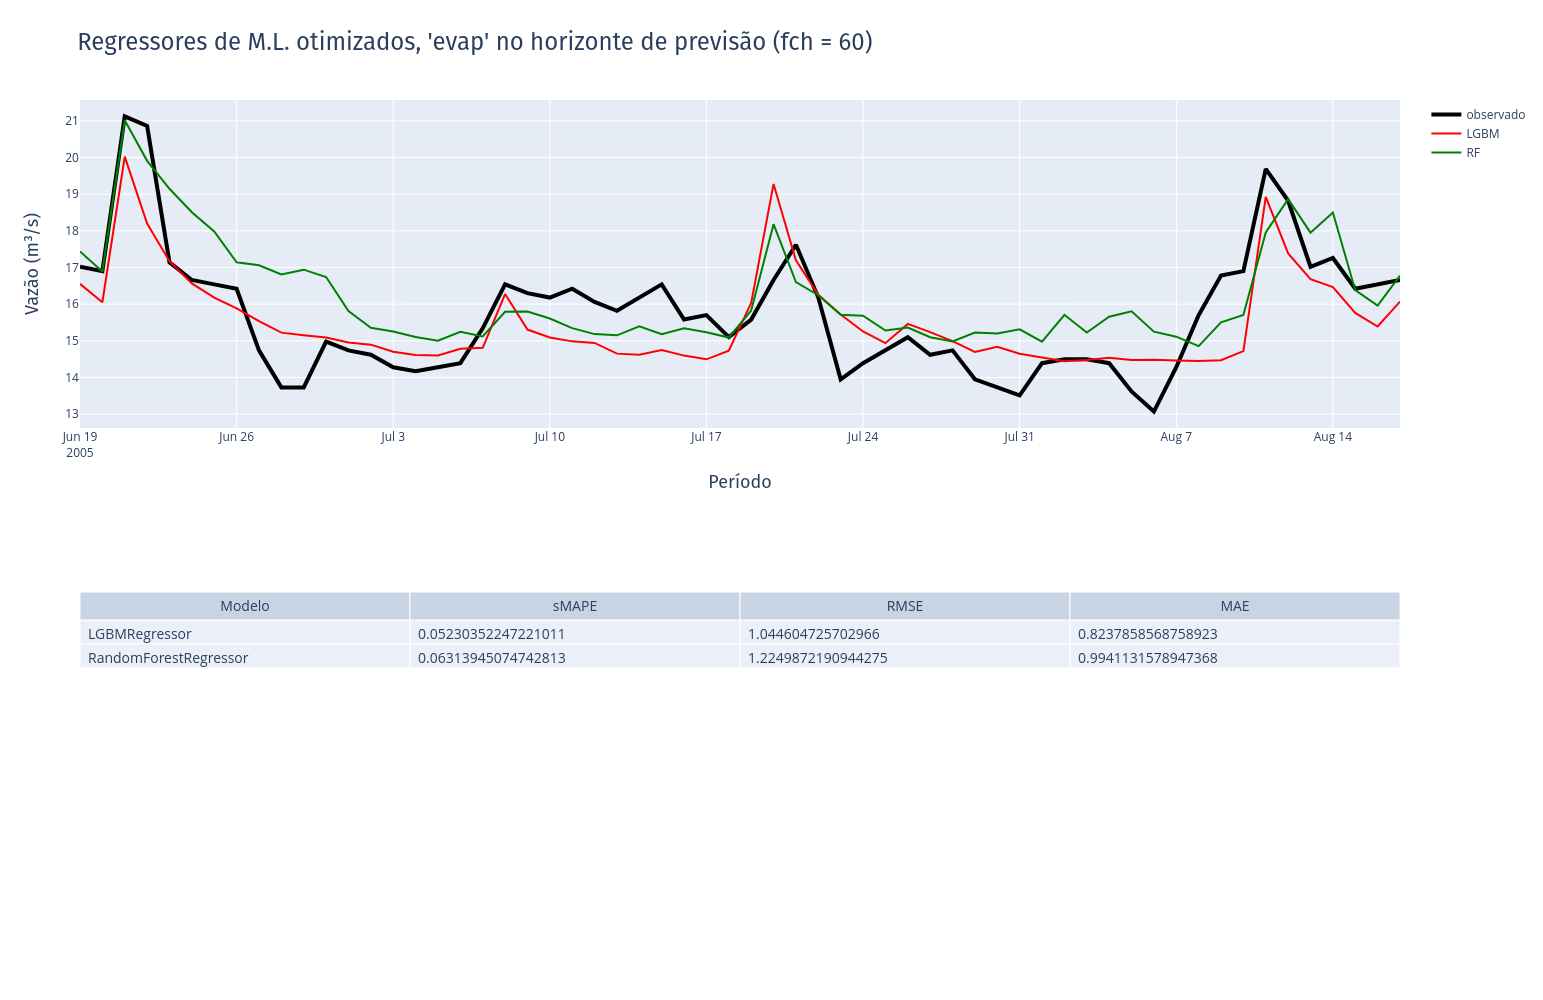 Regressores de M.L. otimizados, 'evap' no horizonte de previsão (fch = 60)
21
20
19
18
17
16
15
14
13
Vazão (m³/s)
Jun 19 Jun 26 Jul 3 Jul 10 Jul 17 Jul 24 Jul 31 Aug 7 Aug 14
2005
Período
observado
LGBM
RF
Modelo sMAPE RMSE MAE
LGBMRegressor 0.05230352247221011 1.044604725702966 0.8237858568758923
RandomForestRegressor 0.06313945074742813 1.2249872190944275 0.9941131578947368